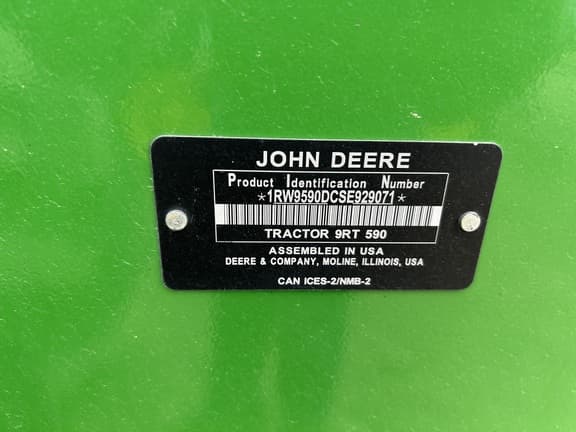 JOHN DEERE
Product Identification Number
*1RW9590DCSE929071*
TRACTOR 9RT 590
ASSEMBLED IN USA
DEERE & COMPANY, MOLINE, ILLINOIS, USA
CAN ICES-2/NMB-2